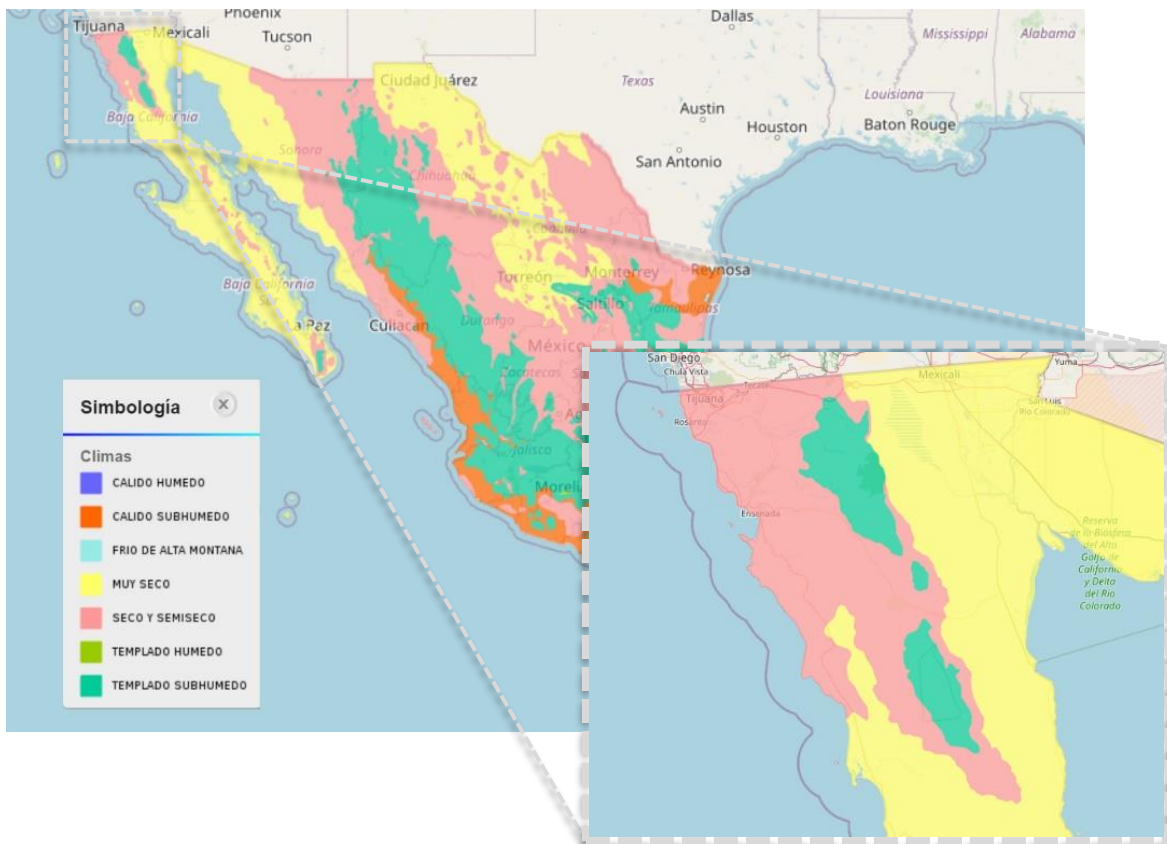 Phoenix
Dallas
Tijuana
Mexicali
Tucson
Mississippi
Alabama
Ciudad Juárez
Texas
Louisiana
Austin
Baton Rouge
Baja California
Houston
San Antonio
Sonora
Chihuahua
Coahuila
Torreón
Monterrey
Reynosa
Baja California
Sur
Saltillo
Tamaulipas
a Paz
Culiacán
Durango
México
Zacatecas
Jalisco
Moreli
Simbología
Climas
CALIDO HUMEDO
CALIDO SUBHUMEDO
FRIO DE ALTA MONTANA
MUY SECO
SECO Y SEMISECO
TEMPLADO HUMEDO
TEMPLADO SUBHUMEDO
San Diego
Chula Vista
Yuma
Tecate
Mexicali
Tijuana
San Luis
Río Colorado
Ensenada
Reserva
de la Biosfera
del Alto
Golfo de
California
y Delta
del Río
Colorado